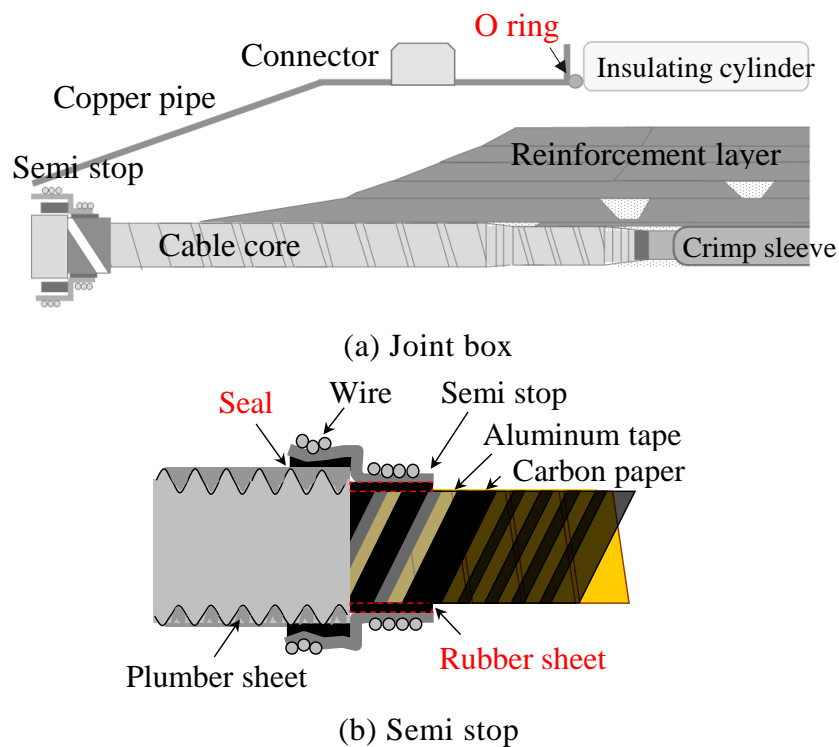 O ring
Connector
Insulating cylinder
Copper pipe
Reinforcement layer
Semi stop
Cable core
Crimp sleeve
(a) Joint box
Wire
Semi stop
Seal
Aluminum tape
Carbon paper
Rubber sheet
Plumber sheet
(b) Semi stop